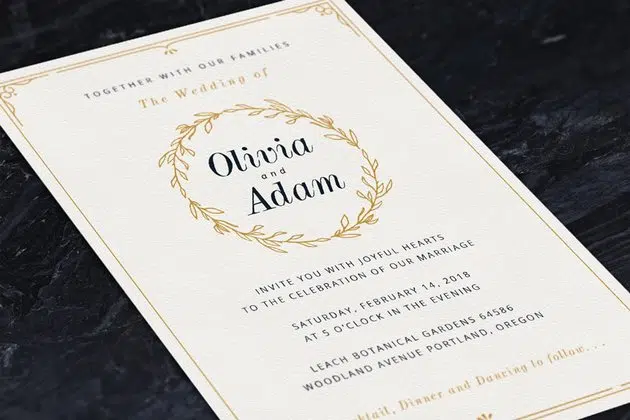 TOGETHER WITH OUR FAMILIES
The Wedding of
Olivia
and
Adam
INVITE YOU WITH JOYFUL HEARTS
TO THE CELEBRATION OF OUR MARRIAGE
SATURDAY, FEBRUARY 14, 2018
AT 5 O'CLOCK IN THE EVENING
LEACH BOTANICAL GARDENS 64586
WOODLAND AVENUE PORTLAND, OREGON
Dinner and Dancing to follow. . .